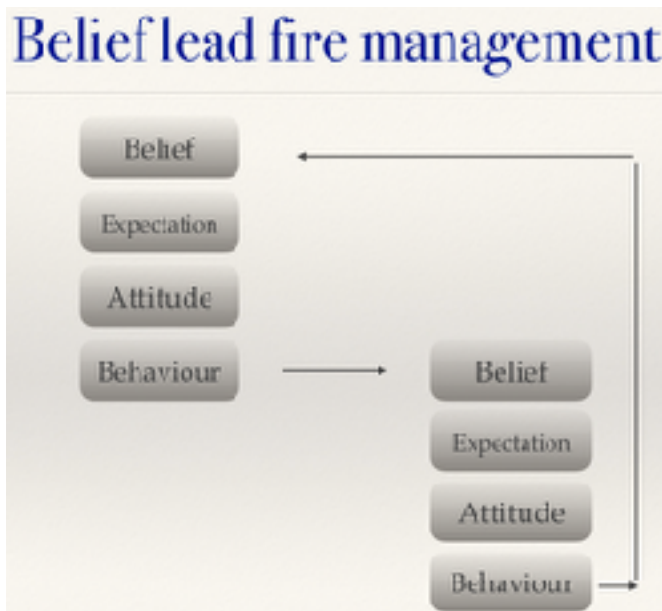 Belief lead fire management
Belief
Expectation
Attitude
Behaviour
Belief
Expectation
Attitude
Behaviour